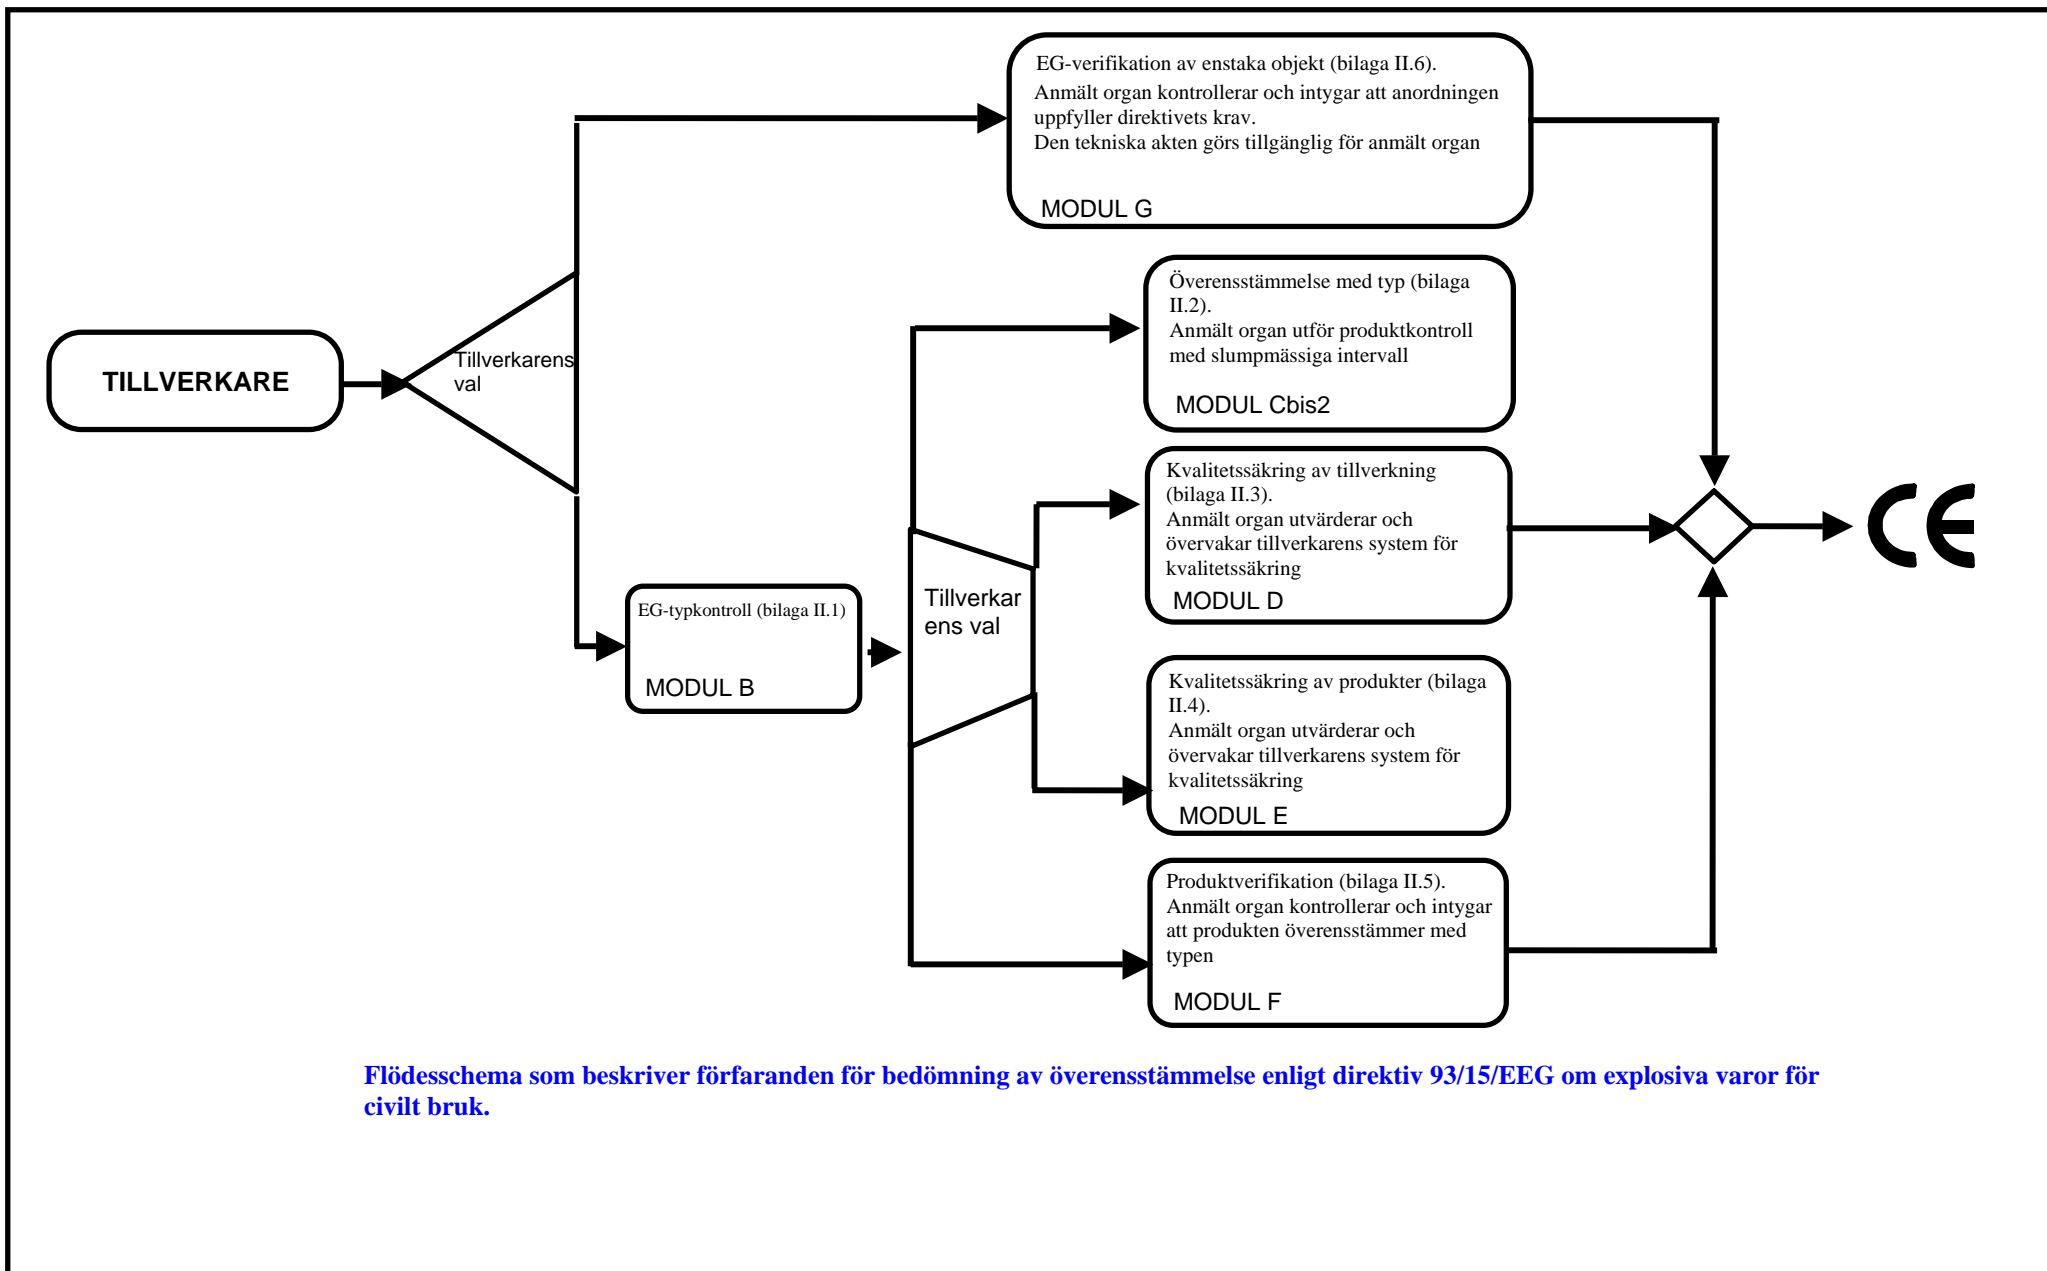 EG-verifikation av enstaka objekt (bilaga II.6).
Anmält organ kontrollerar och intygar att anordningen
uppfyller direktivets krav.
Den tekniska akten görs tillgänglig för anmält organ
MODUL G
TILLVERKARE
Tillverkarens
val
Överensstämmelse med typ (bilaga
II.2).
Anmält organ utför produktkontroll
med slumpmässiga intervall
MODUL Cbis2
Kvalitetssäkring av tillverkning
(bilaga II.3).
Anmält organ utvärderar och
övervakar tillverkarens system för
kvalitetssäkring
MODUL D
CE
EG-typkontroll (bilaga II.1)
MODUL B
Tillverkar
ens val
Kvalitetssäkring av produkter (bilaga
II.4).
Anmält organ utvärderar och
övervakar tillverkarens system för
kvalitetssäkring
MODUL E
Produktverifikation (bilaga II.5).
Anmält organ kontrollerar och intygar
att produkten överensstämmer med
typen
MODUL F
Flödesschema som beskriver förfaranden för bedömning av överensstämmelse enligt direktiv 93/15/EEG om explosiva varor för
civilt bruk.